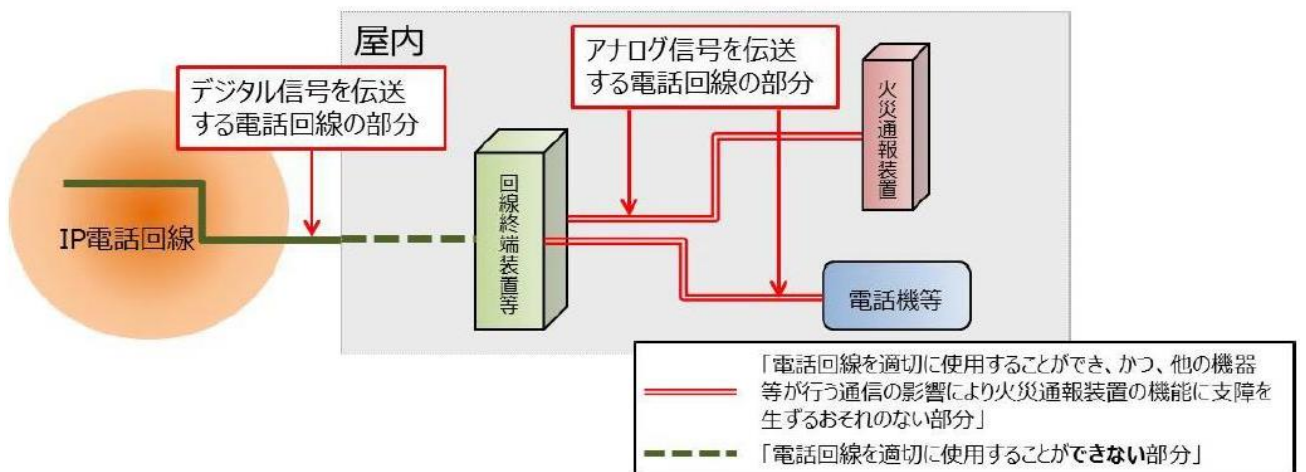 屋内
デジタル信号を伝送
する電話回線の部分
アナログ信号を伝送
する電話回線の部分
火災通報装置
IP電話回線
回線終端装置等
電話機等
「電話回線を適切に使用することができ、かつ、他の機器
等が行う通信の影響により火災通報装置の機能に支障を
生ずるおそれのない部分」
「電話回線を適切に使用することができない部分」